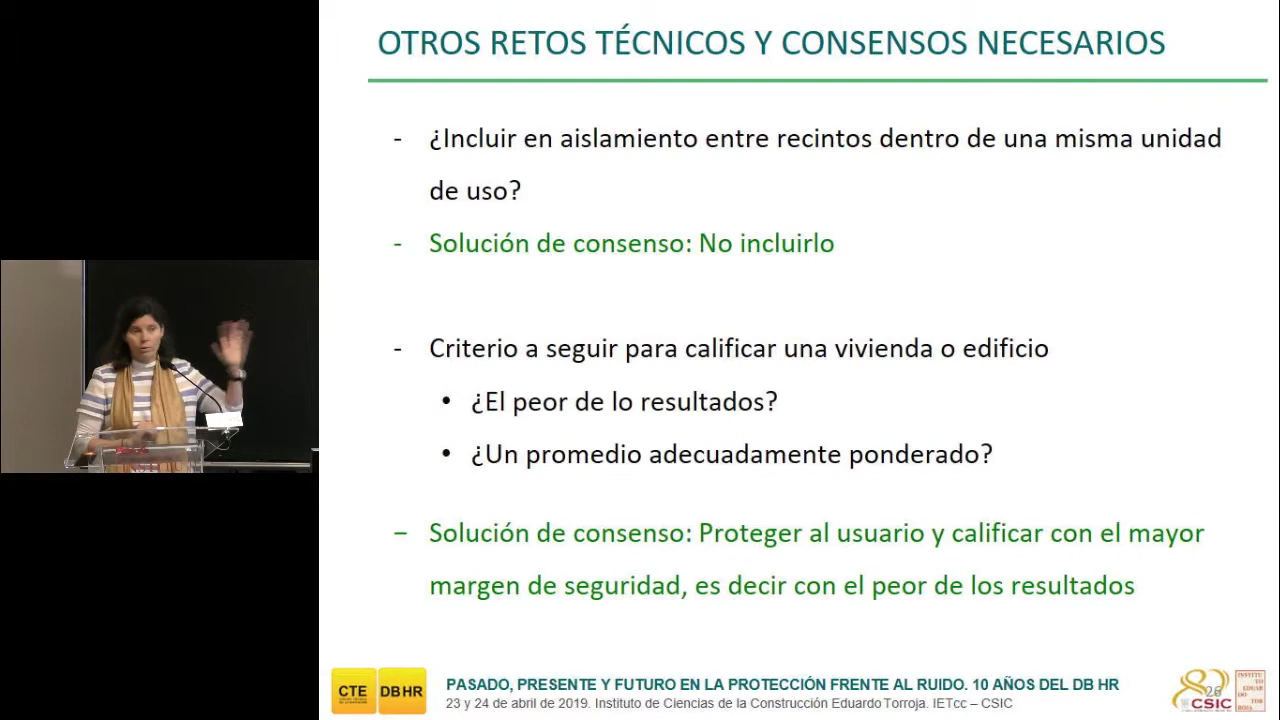 OTROS RETOS TÉCNICOS Y CONSENSOS NECESARIOS
- ¿Incluir en aislamiento entre recintos dentro de una misma unidad
de uso?
- Solución de consenso: No incluirlo
- Criterio a seguir para calificar una vivienda o edificio
• ¿El peor de lo resultados?
• ¿Un promedio adecuadamente ponderado?
− Solución de consenso: Proteger al usuario y calificar con el mayor
margen de seguridad, es decir con el peor de los resultados
CTE
DB HR
PASADO, PRESENTE Y FUTURO EN LA PROTECCIÓN FRENTE AL RUIDO. 10 AÑOS DEL DB HR
23 y 24 de abril de 2019. Instituto de Ciencias de la Construcción Eduardo Torroja. IETcc – CSIC
26
CSIC